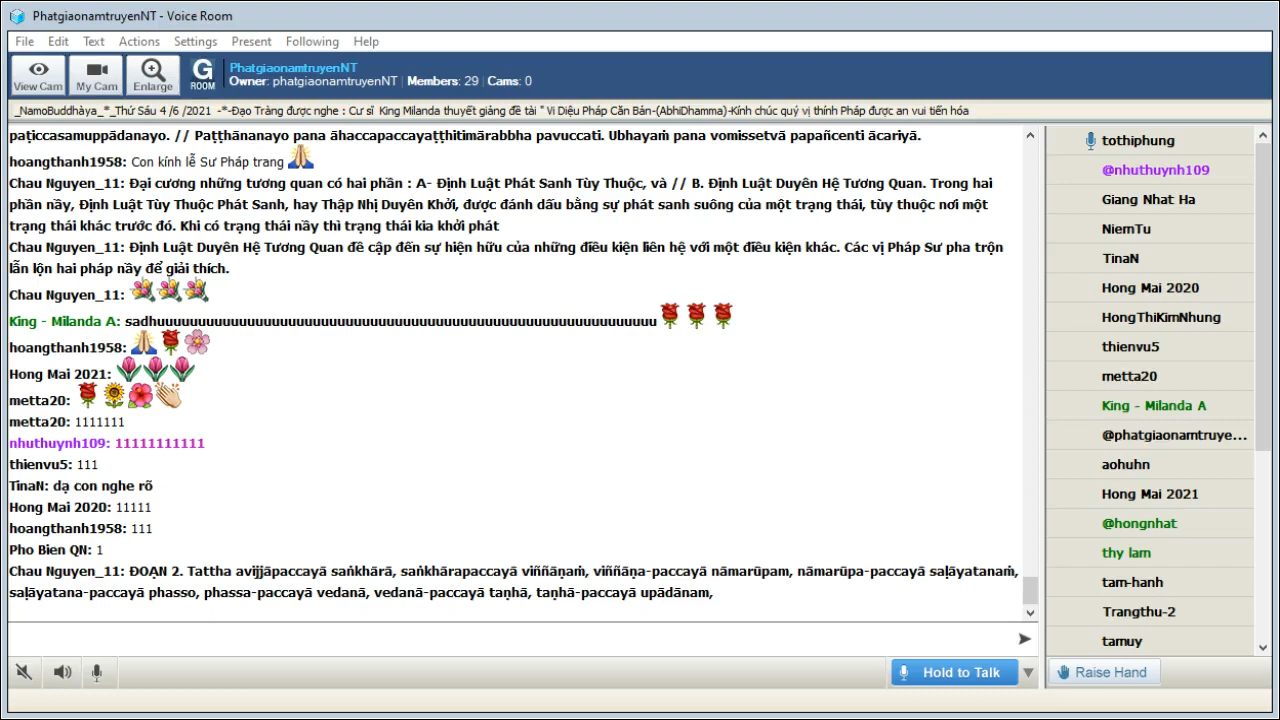 PhatgiaonamtruyenNT - Voice Room
File Edit Text Actions Settings Present Following Help
View Cam My Cam Enlarge G ROOM
PhatgiaonamtruyenNT
Owner: phatgiaonamtruyenNT | Members: 29 | Cams: 0
_NamoBuddhàya_*_Thứ Sáu 4 /6 /2021 -*-Đạo Tràng được nghe : Cư sĩ King Milanda thuyết giảng đề tài " Vi Diệu Pháp Căn Bản-(AbhiDhamma)-Kính chúc quý vị thính Pháp được an vui tiến hóa
paṭiccasamuppādanayo. // Paṭṭhānanayo pana āhaccapaccayaṭṭhitimārabbha pavuccati. Ubhayaṁ pana vomissetvā papañcenti ācariyā.
hoangthanh1958: Con kính lễ Sư Pháp trang
Chau Nguyen_11: Đại cương những tương quan có hai phần : A- Định Luật Phát Sanh Tùy Thuộc, và // B. Định Luật Duyên Hệ Tương Quan. Trong hai
phần nầy, Định Luật Tùy Thuộc Phát Sanh, hay Thập Nhị Duyên Khởi, được đánh dấu bằng sự phát sanh suông của một trạng thái, tùy thuộc nơi một
trạng thái khác trước đó. Khi có trạng thái nầy thì trạng thái kia khởi phát
Chau Nguyen_11: Định Luật Duyên Hệ Tương Quan đề cập đến sự hiện hữu của những điều kiện liên hệ với một điều kiện khác. Các vị Pháp Sư pha trộn
lẫn lộn hai pháp nầy để giải thích.
Chau Nguyen_11:
King - Milanda A: sadhuuuuuuuuuuuuuuuuuuuuuuuuuuuuuuuuuuuuuuuuuuuuuuuuuuuuuuuuuuuuu
hoangthanh1958:
Hong Mai 2021:
metta20:
metta20: 1111111
nhuthuynh109: 11111111111
thienvu5: 111
TinaN: dạ con nghe rõ
Hong Mai 2020: 11111
hoangthanh1958: 111
Pho Bien QN: 1
Chau Nguyen_11: ĐOẠN 2. Tattha avijjāpaccayā saṅkhārā, saṅkhārapaccayā viññāṇaṁ, viññāṇa-paccayā nāmarūpam, nāmarūpa-paccayā saḷāyatanaṁ,
saḷāyatana-paccayā phasso, phassa-paccayā vedanā, vedanā-paccayā taṇhā, taṇhā-paccayā upādānam,
Hold to Talk
tothiphung
@nhuthuynh109
Giang Nhat Ha
NiemTu
TinaN
Hong Mai 2020
HongThiKimNhung
thienvu5
metta20
King - Milanda A
@phatgiaonamtruye...
aohuhn
Hong Mai 2021
@hongnhat
thy lam
tam-hanh
Trangthu-2
tamuy
Raise Hand